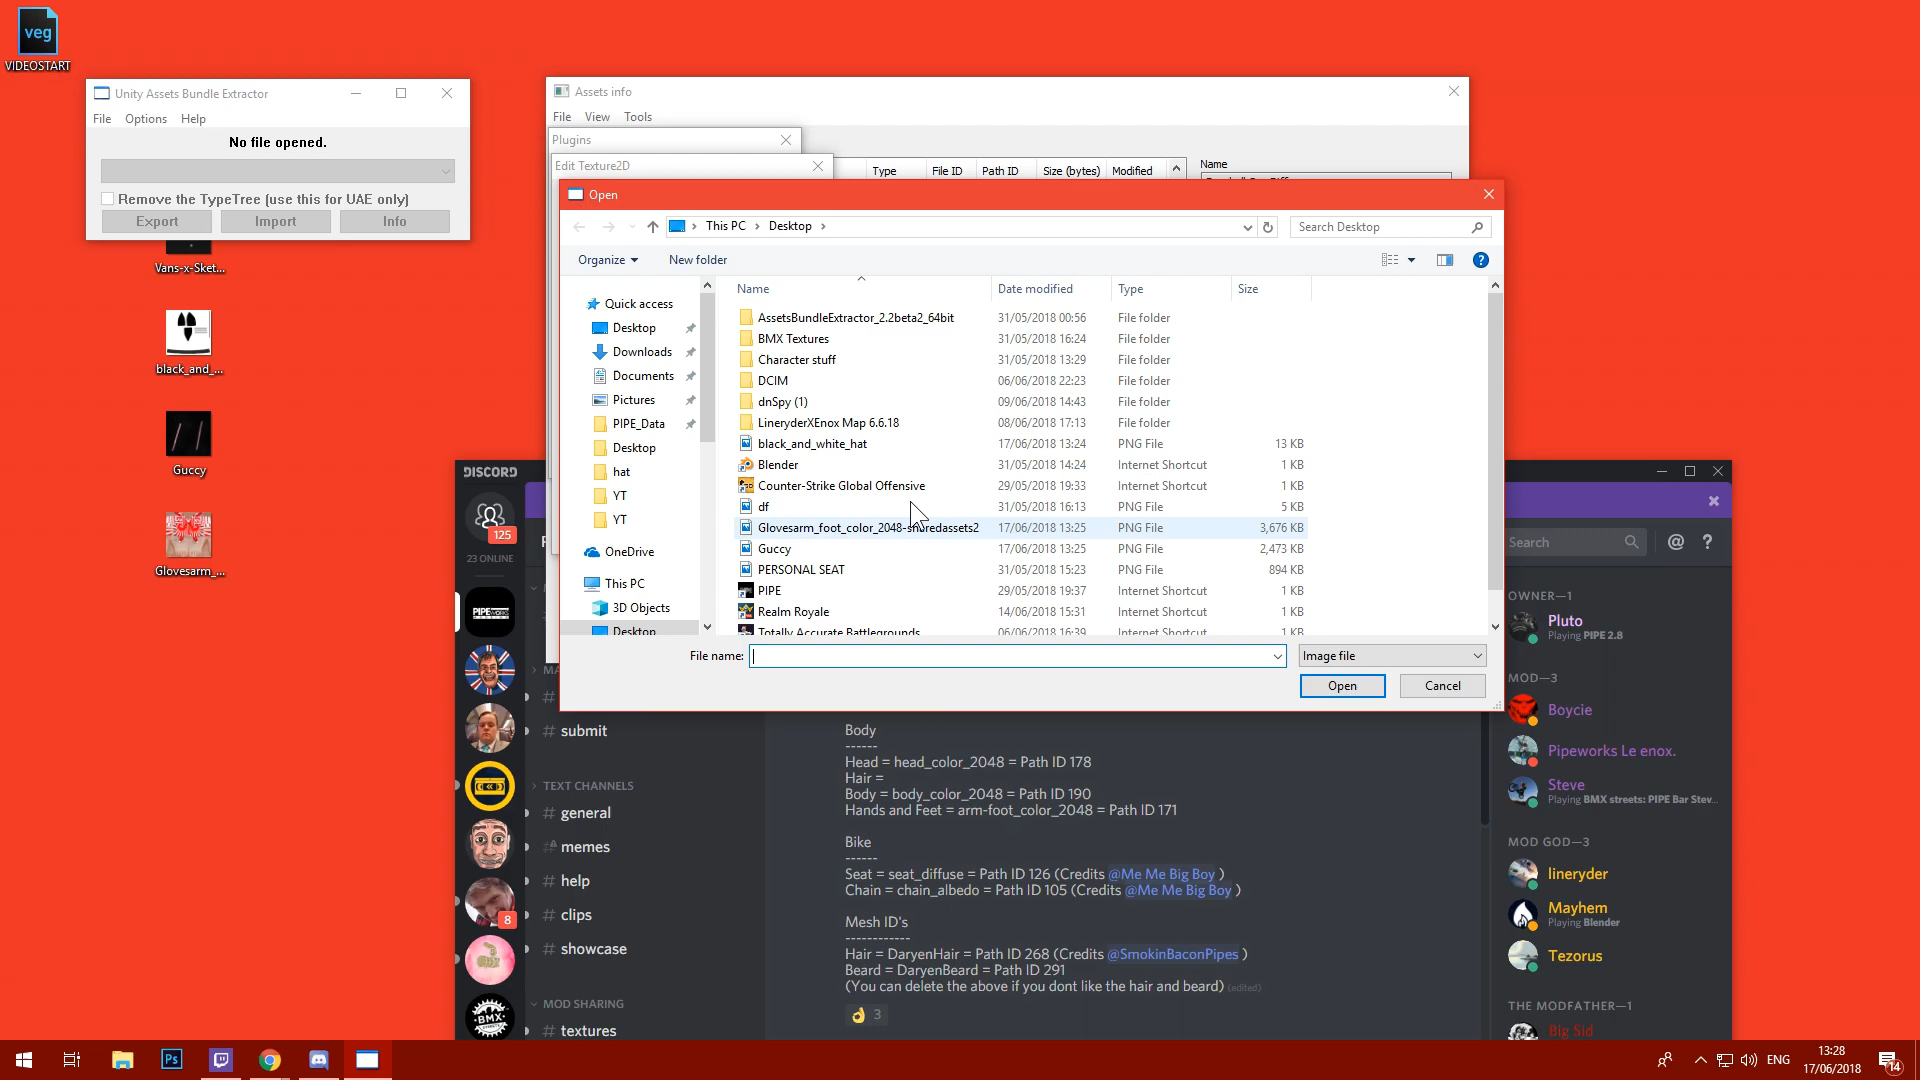 veg
VIDEOSTART
Unity Assets Bundle Extractor
File Options Help
No file opened.
Remove the TypeTree (use this for UAE only)
Export Import Info
Vans-x-Sket...
black_and_...
Guccy
Glovesarm_...
Assets info
File View Tools
Plugins
Edit Texture2D
Type File ID Path ID Size (bytes) Modified
Name
Open
This PC > Desktop >
Search Desktop
Organize New folder
Quick access
Desktop
Downloads
Documents
Pictures
PIPE_Data
Desktop
hat
YT
YT
OneDrive
This PC
3D Objects
Desktop
Name Date modified Type Size
AssetsBundleExtractor_2.2beta2_64bit 31/05/2018 00:56 File folder
BMX Textures 31/05/2018 16:24 File folder
Character stuff 31/05/2018 13:29 File folder
DCIM 06/06/2018 22:23 File folder
dnSpy (1) 09/06/2018 14:43 File folder
LineryderXEnox Map 6.6.18 08/06/2018 17:13 File folder
black_and_white_hat 17/06/2018 13:24 PNG File 13 KB
Blender 31/05/2018 14:24 Internet Shortcut 1 KB
Counter-Strike Global Offensive 29/05/2018 19:33 Internet Shortcut 1 KB
df 31/05/2018 16:13 PNG File 5 KB
Glovesarm_foot_color_2048-sharedassets2 17/06/2018 13:25 PNG File 3,676 KB
Guccy 17/06/2018 13:25 PNG File 2,473 KB
PERSONAL SEAT 31/05/2018 15:23 PNG File 894 KB
PIPE 29/05/2018 19:37 Internet Shortcut 1 KB
Realm Royale 14/06/2018 15:31 Internet Shortcut 1 KB
Totally Accurate Battlegrounds 06/06/2018 16:39 Internet Shortcut 1 KB
File name: Image file
Open Cancel
DISCORD
125
23 ONLINE
PIPEWORKS
8
BMX
# submit
TEXT CHANNELS
# general
memes
# help
# clips
# showcase
MOD SHARING
# textures
Body
------
Head = head_color_2048 = Path ID 178
Hair =
Body = body_color_2048 = Path ID 190
Hands and Feet = arm-foot_color_2048 = Path ID 171
Bike
------
Seat = seat_diffuse = Path ID 126 (Credits @Me Me Big Boy )
Chain = chain_albedo = Path ID 105 (Credits @Me Me Big Boy )
Mesh ID's
------------
Hair = DaryenHair = Path ID 268 (Credits @SmokinBaconPipes )
Beard = DaryenBeard = Path ID 291
(You can delete the above if you dont like the hair and beard) (edited)
3
Search @ ?
OWNER—1
Pluto
Playing PIPE 2.8
MOD—3
Boycie
Pipeworks Le enox.
Steve
Playing BMX streets: PIPE Bar Stev...
MOD GOD—3
lineryder
Mayhem
Playing Blender
Tezorus
THE MODFATHER—1
Big Sid
Ps
ENG
13:28
17/06/2018
14